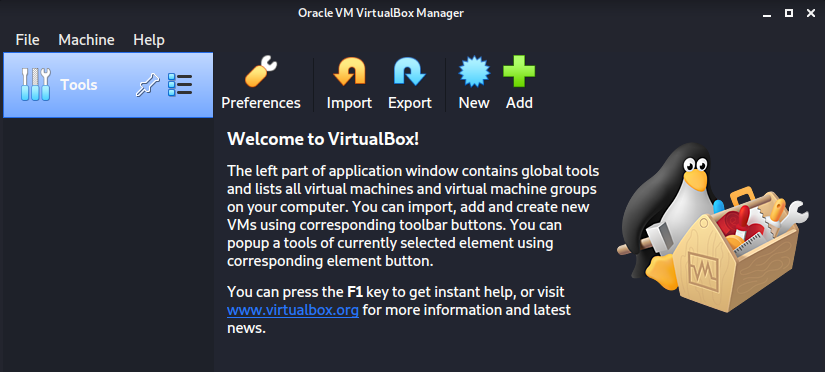 Oracle VM VirtualBox Manager
File Machine Help
Tools
Preferences Import Export New Add
Welcome to VirtualBox!
The left part of application window contains global tools
and lists all virtual machines and virtual machine groups
on your computer. You can import, add and create new
VMs using corresponding toolbar buttons. You can
popup a tools of currently selected element using
corresponding element button.
You can press the F1 key to get instant help, or visit
www.virtualbox.org for more information and latest
news.